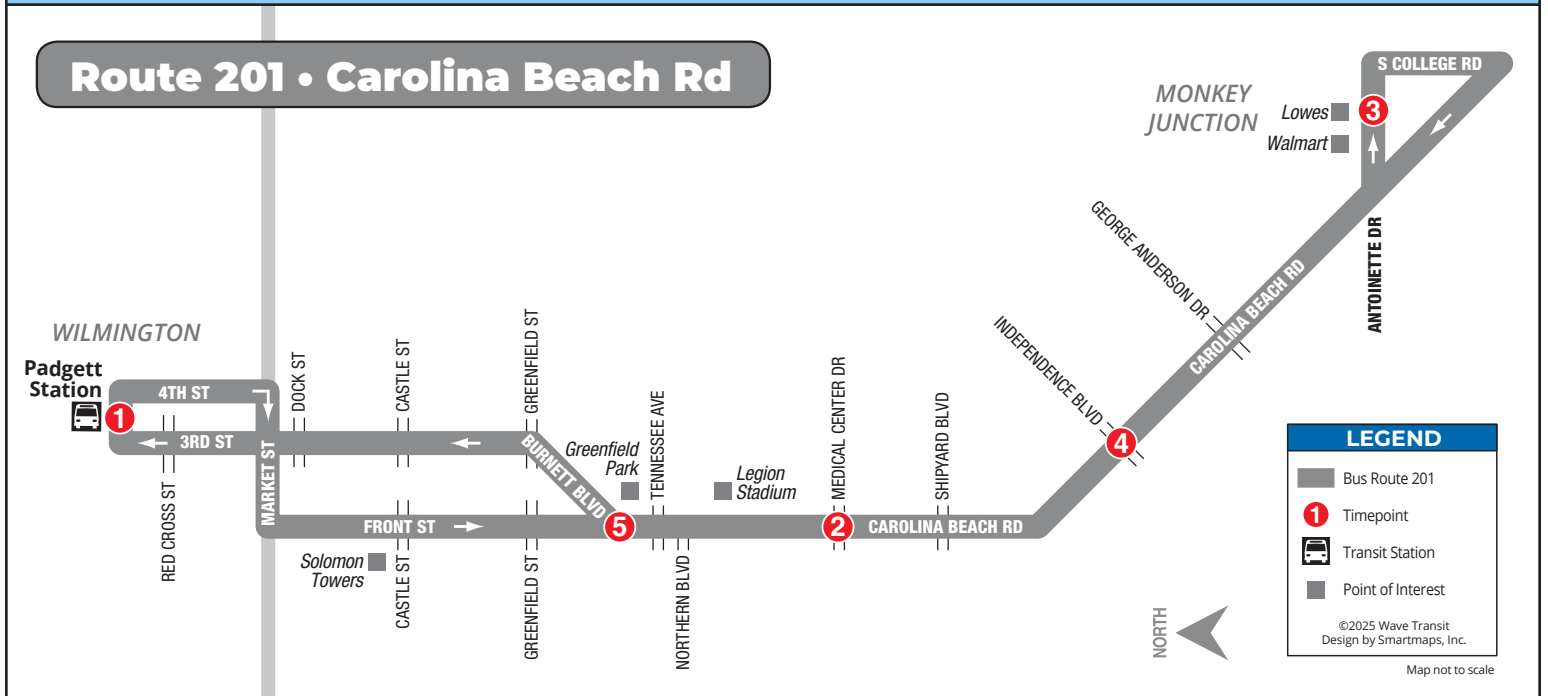 Route 201 • Carolina Beach Rd
S COLLEGE RD
MONKEY
JUNCTION
Lowes
3
Walmart
GEORGE ANDERSON DR
CAROLINA BEACH RD
ANTOINETTE DR
INDEPENDENCE BLVD
4
WILMINGTON
Padgett
Station
1
4TH ST
3RD ST
RED CROSS ST
MARKET ST
DOCK ST
CASTLE ST
GREENFIELD ST
BURNETT BLVD
Greenfield
Park
TENNESSEE AVE
Legion
Stadium
MEDICAL CENTER DR
SHIPYARD BLVD
FRONT ST
5
2
CAROLINA BEACH RD
Solomon
Towers
CASTLE ST
GREENFIELD ST
NORTHERN BLVD
NORTH
LEGEND
Bus Route 201
1 Timepoint
Transit Station
Point of Interest
©2025 Wave Transit
Design by Smartmaps, Inc.
Map not to scale